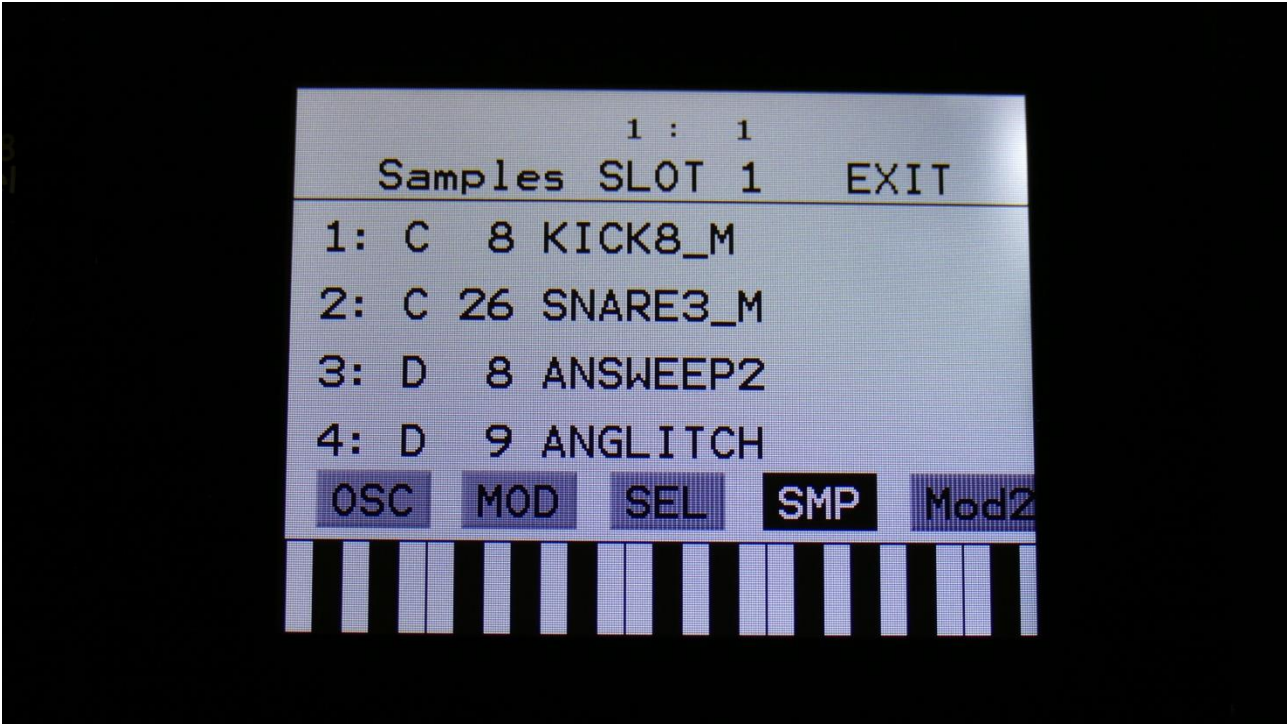 1 : 1
Samples SLOT 1 EXIT
1: C 8 KICK8_M
2: C 26 SNARE3_M
3: D 8 ANSWEEP2
4: D 9 ANGLITCH
OSC MOD SEL SMP Mod2